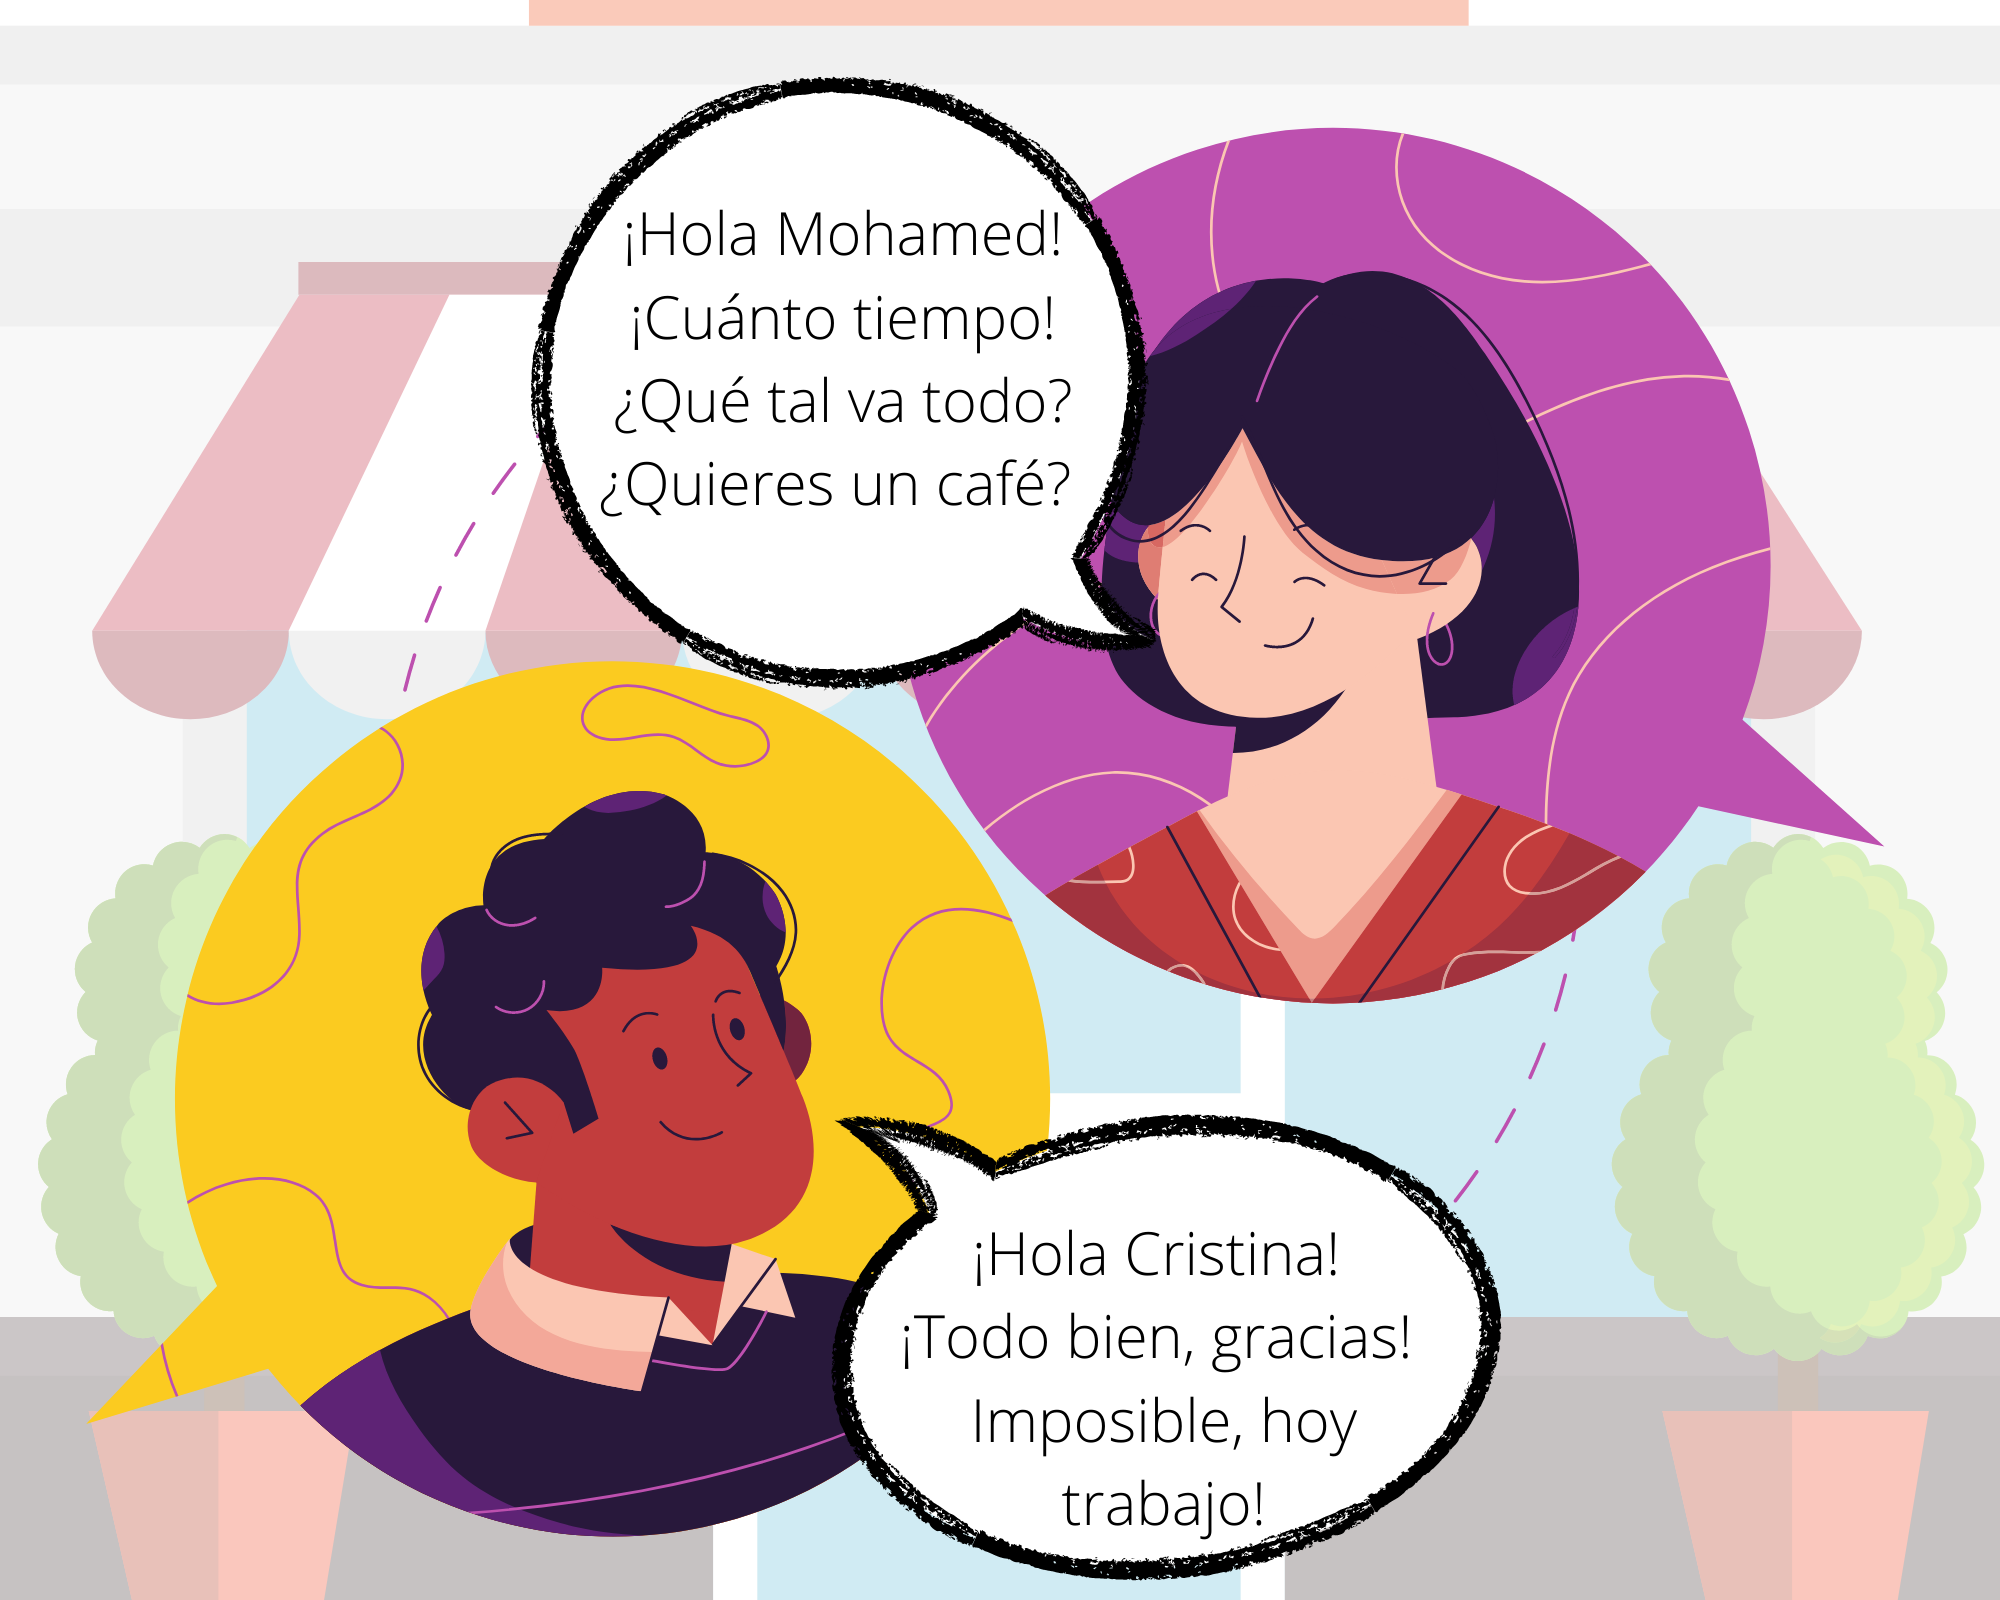 ¡Hola Mohamed!
¡Cuánto tiempo!
¿Qué tal va todo?
¿Quieres un café?
¡Hola Cristina!
¡Todo bien, gracias!
Imposible, hoy
trabajo!